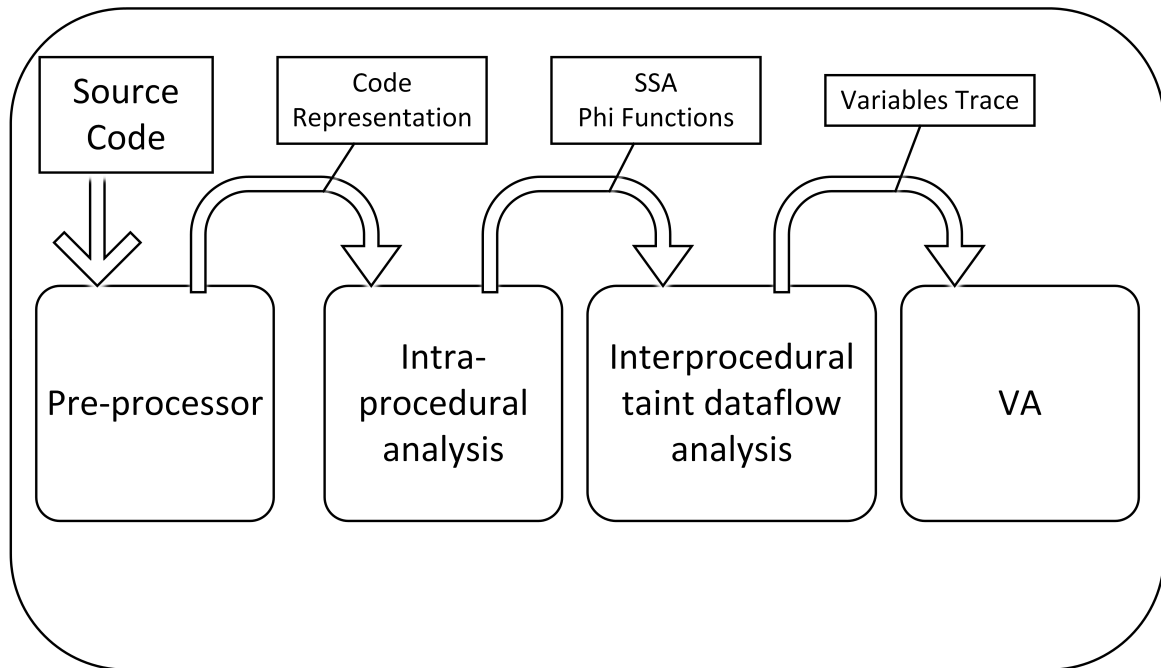 Source
Code
Code
Representation
SSA
Phi Functions
Variables Trace
Pre-processor
Intra-
procedural
analysis
Interprocedural
taint dataflow
analysis
VA